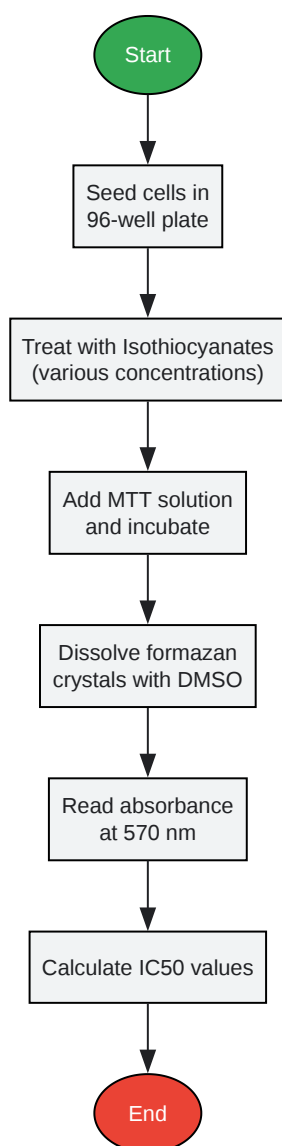 Start
Seed cells in
96-well plate
Treat with Isothiocyanates
(various concentrations)
Add MTT solution
and incubate
Dissolve formazan
crystals with DMSO
Read absorbance
at 570 nm
Calculate IC50 values
End